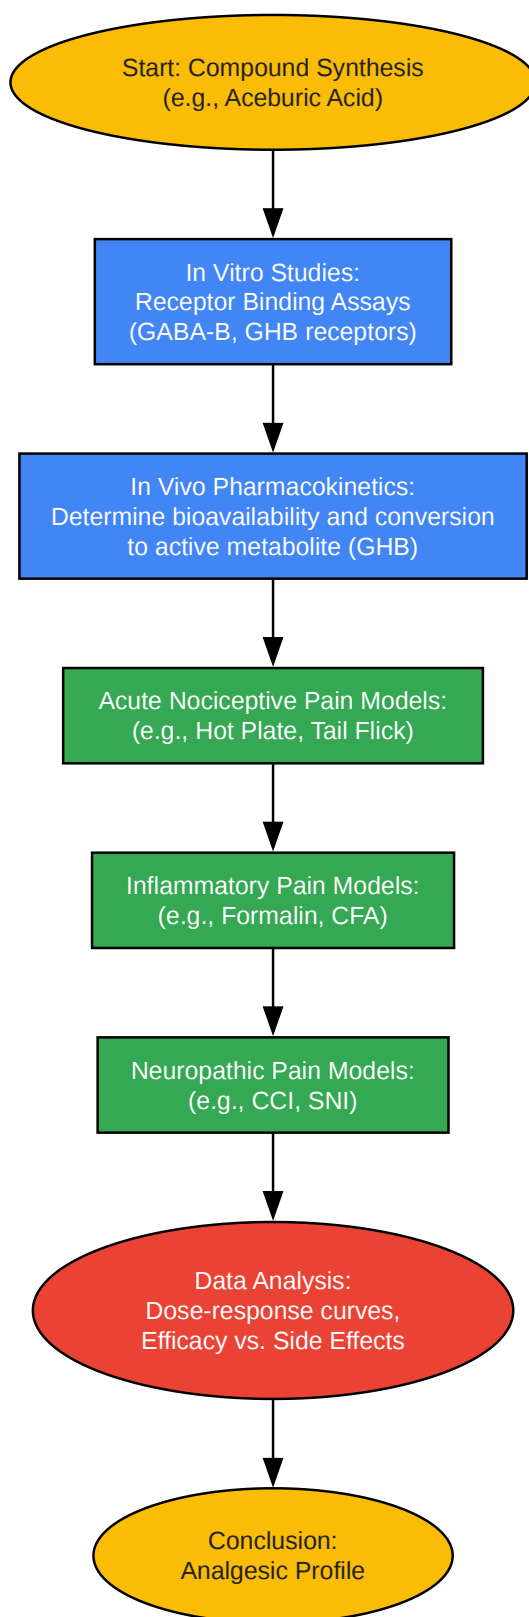 Start: Compound Synthesis
(e.g., Aceburic Acid)
In Vitro Studies:
Receptor Binding Assays
(GABA-B, GHB receptors)
In Vivo Pharmacokinetics:
Determine bioavailability and conversion
to active metabolite (GHB)
Acute Nociceptive Pain Models:
(e.g., Hot Plate, Tail Flick)
Inflammatory Pain Models:
(e.g., Formalin, CFA)
Neuropathic Pain Models:
(e.g., CCI, SNI)
Data Analysis:
Dose-response curves,
Efficacy vs. Side Effects
Conclusion:
Analgesic Profile